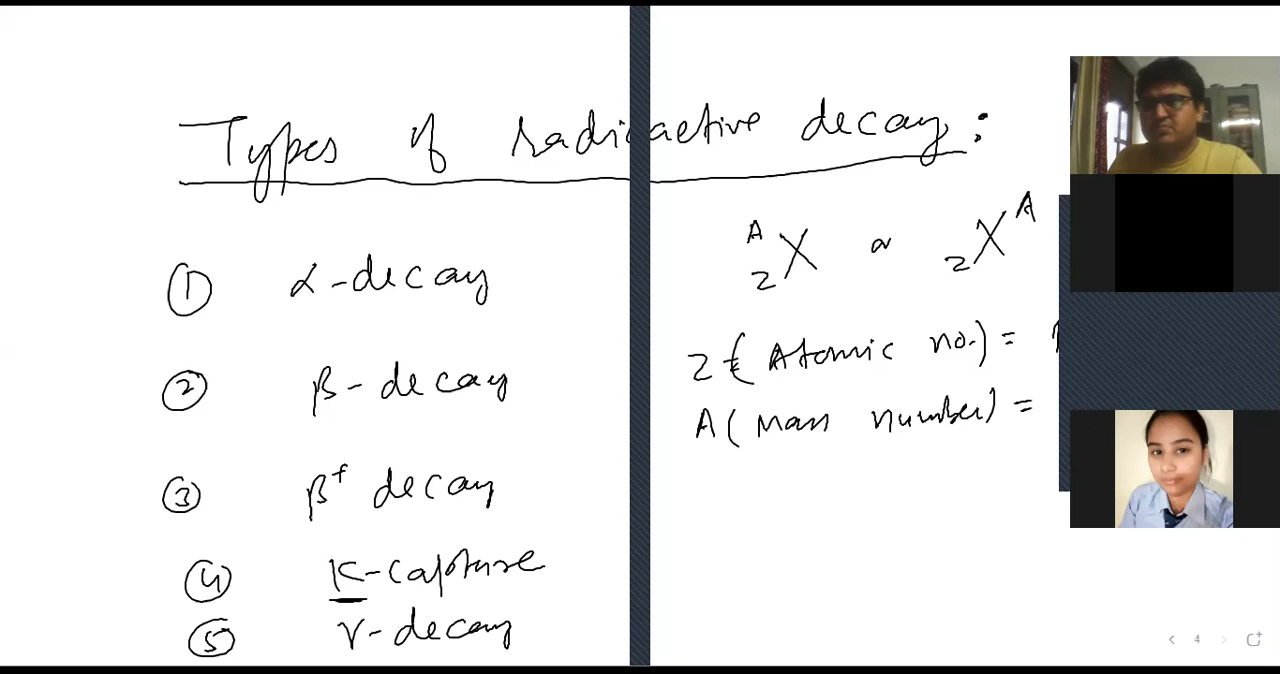 Types of radioactive decay:
① α-decay
② β-decay
③ β⁺ decay
④ K-capture
⑤ γ-decay
A
Z X or Z X A
Z (Atomic no.) =
A (Mass number) =
4